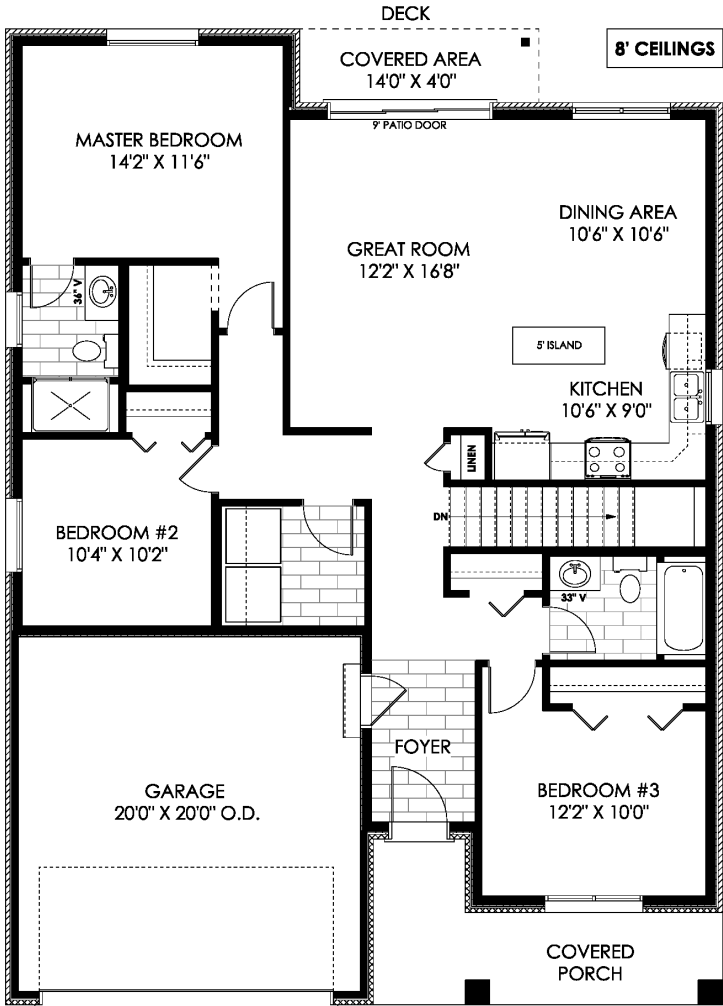 DECK
8' CEILINGS
COVERED AREA
14'0" X 4'0"
9' PATIO DOOR
MASTER BEDROOM
14'2" X 11'6"
DINING AREA
10'6" X 10'6"
GREAT ROOM
12'2" X 16'8"
36" V
5' ISLAND
KITCHEN
10'6" X 9'0"
LINEN
DN
BEDROOM #2
10'4" X 10'2"
33" V
FOYER
GARAGE
20'0" X 20'0" O.D.
BEDROOM #3
12'2" X 10'0"
COVERED
PORCH